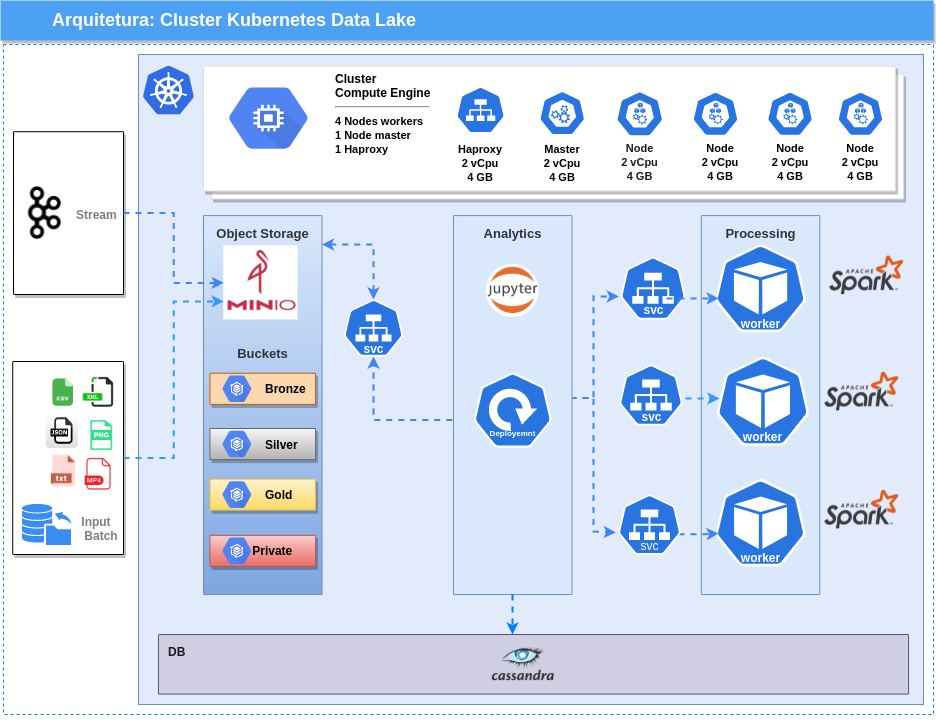 Arquitetura: Cluster Kubernetes Data Lake
Cluster
Compute Engine
4 Nodes workers
1 Node master
1 Haproxy
Haproxy
2 vCpu
4 GB
Master
2 vCpu
4 GB
Node
2 vCpu
4 GB
Node
2 vCpu
4 GB
Node
2 vCpu
4 GB
Node
2 vCpu
4 GB
Stream
CSV
XML
JSON
PNG
txt
MP4
Input
Batch
Object Storage
MINIO
Buckets
Bronze
Silver
Gold
Private
svc
Analytics
jupyter
Deployemnt
svc
svc
svc
Processing
worker
worker
worker
APACHE
Spark
APACHE
Spark
APACHE
Spark
DB
cassandra